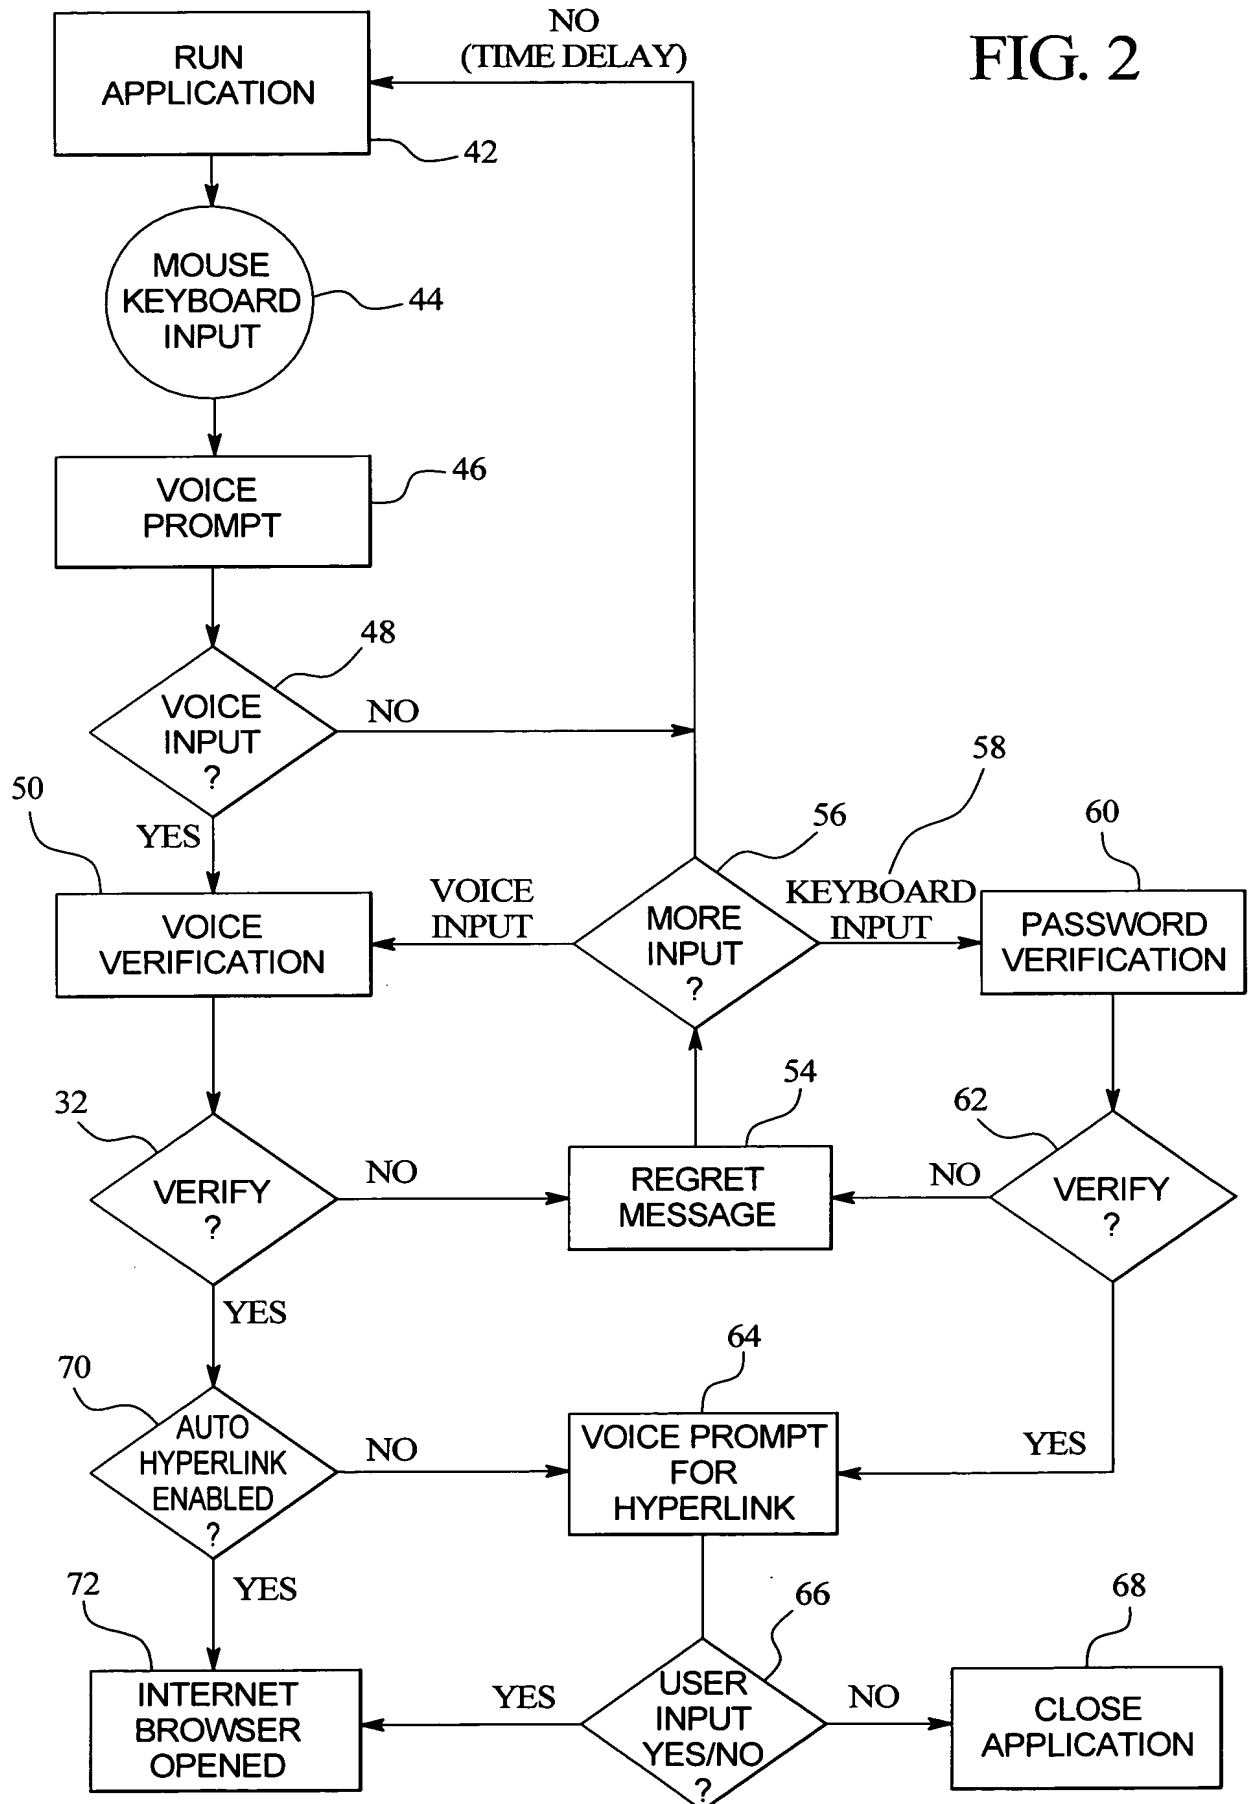 NO
(TIME DELAY)
FIG. 2
RUN
APPLICATION
42
MOUSE
KEYBOARD
INPUT
44
VOICE
PROMPT
46
48
VOICE
INPUT
?
NO
YES
50
VOICE
VERIFICATION
VOICE
INPUT
56
MORE
INPUT
?
58
KEYBOARD
INPUT
60
PASSWORD
VERIFICATION
32
VERIFY
?
NO
54
REGRET
MESSAGE
NO
62
VERIFY
?
YES
70
AUTO
HYPERLINK
ENABLED
?
NO
64
VOICE PROMPT
FOR
HYPERLINK
YES
YES
72
INTERNET
BROWSER
OPENED
YES
66
USER
INPUT
YES/NO
?
NO
68
CLOSE
APPLICATION